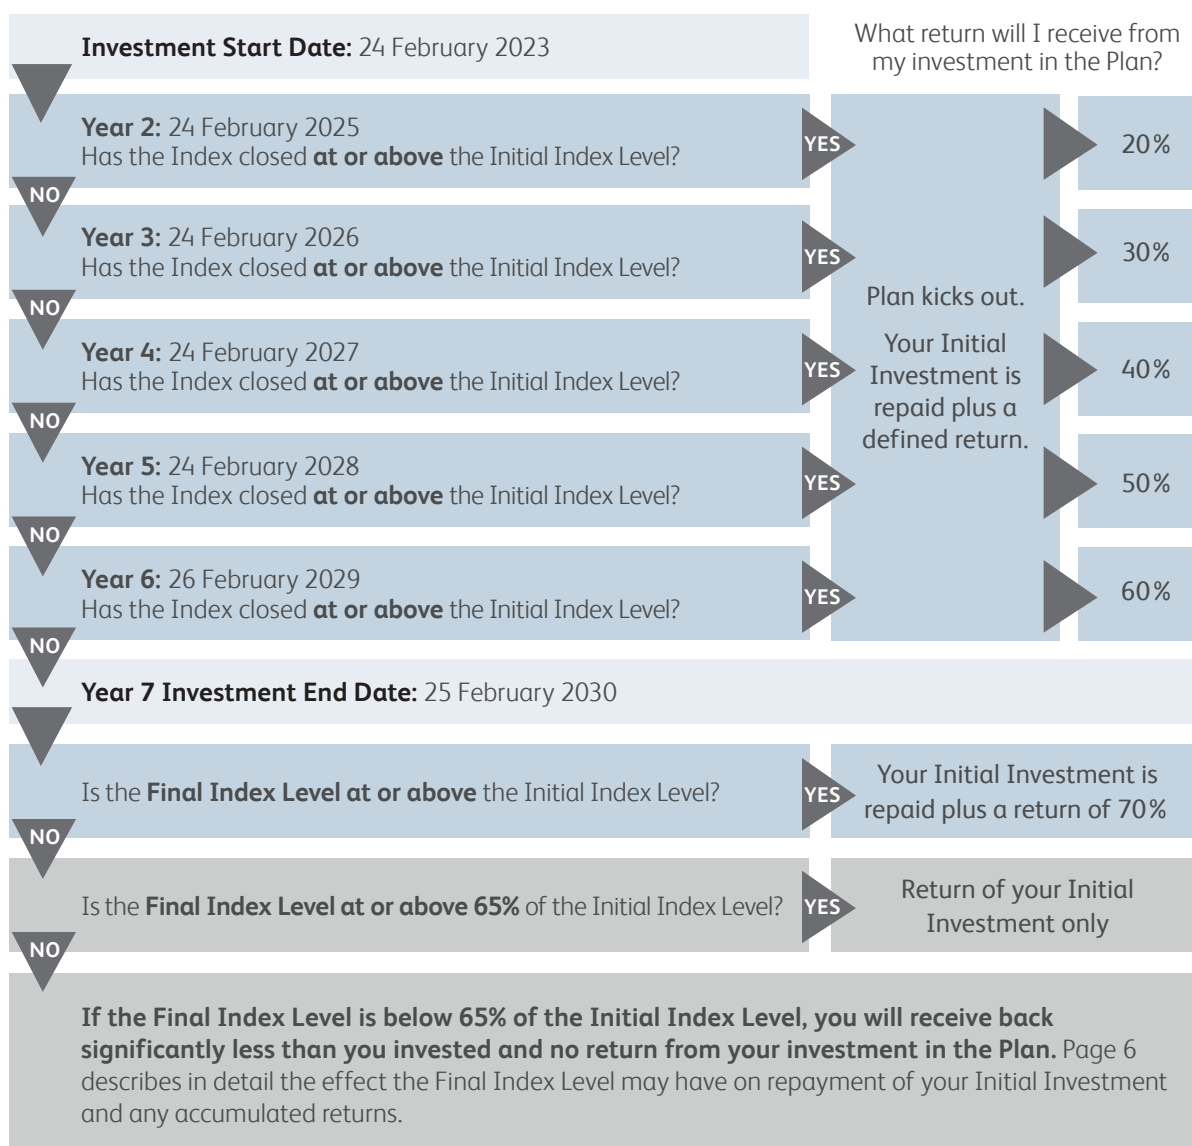 Investment Start Date: 24 February 2023
What return will I receive from
my investment in the Plan?
Year 2: 24 February 2025
Has the Index closed at or above the Initial Index Level?
YES
20%
NO
Year 3: 24 February 2026
Has the Index closed at or above the Initial Index Level?
YES
30%
NO
Year 4: 24 February 2027
Has the Index closed at or above the Initial Index Level?
YES
40%
NO
Year 5: 24 February 2028
Has the Index closed at or above the Initial Index Level?
YES
50%
NO
Year 6: 26 February 2029
Has the Index closed at or above the Initial Index Level?
YES
60%
Plan kicks out.
Your Initial
Investment is
repaid plus a
defined return.
NO
Year 7 Investment End Date: 25 February 2030
Is the Final Index Level at or above the Initial Index Level?
YES
Your Initial Investment is
repaid plus a return of 70%
NO
Is the Final Index Level at or above 65% of the Initial Index Level?
YES
Return of your Initial
Investment only
NO
If the Final Index Level is below 65% of the Initial Index Level, you will receive back
significantly less than you invested and no return from your investment in the Plan. Page 6
describes in detail the effect the Final Index Level may have on repayment of your Initial Investment
and any accumulated returns.